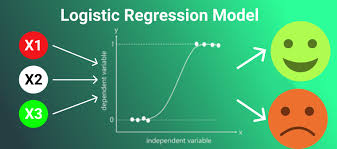 Logistic Regression Model
X1
X2
X3
y
1
dependent variable
0
x
independent variable